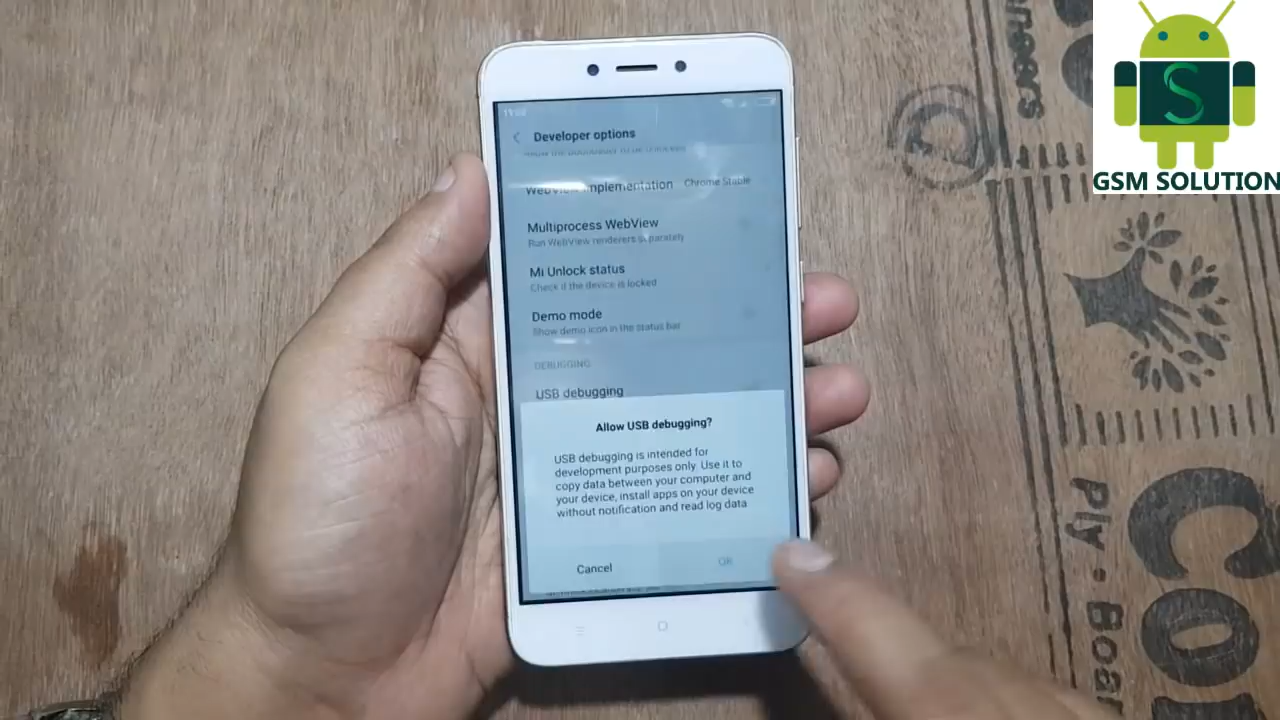 GSM SOLUTION
Developer options
WebView implementation Chrome Stable
Multiprocess WebView
Run WebView renderers separately
Mi Unlock status
Check if the device is locked
Demo mode
Show demo icon in the status bar
DEBUGGING
USB debugging
Allow USB debugging?
USB debugging is intended for
development purposes only. Use it to
copy data between your computer and
your device, install apps on your device
without notification and read log data
Cancel OK
Ply • Boar